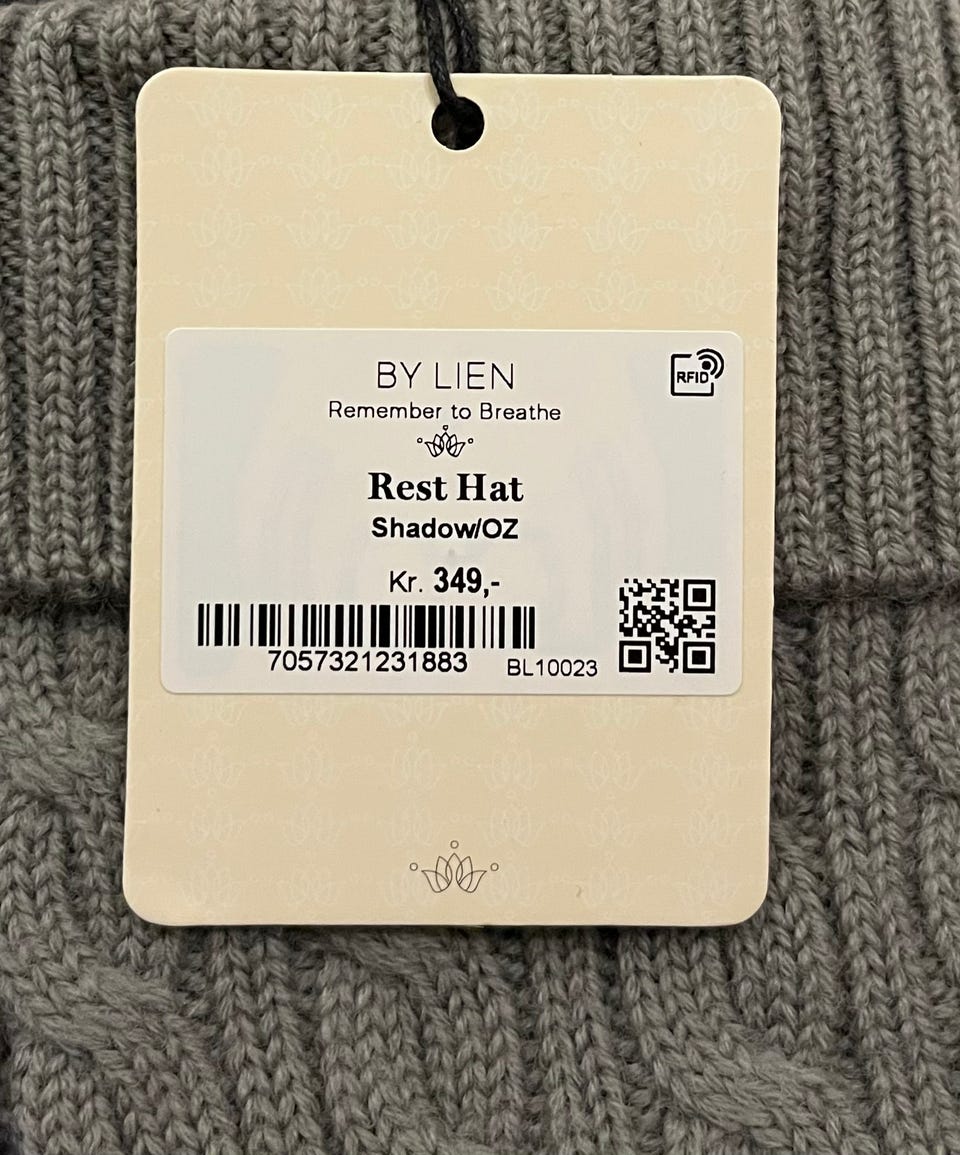 BY LIEN
RFID
Remember to Breathe
Rest Hat
Shadow/OZ
Kr. 349,-
7057321231883
BL10023